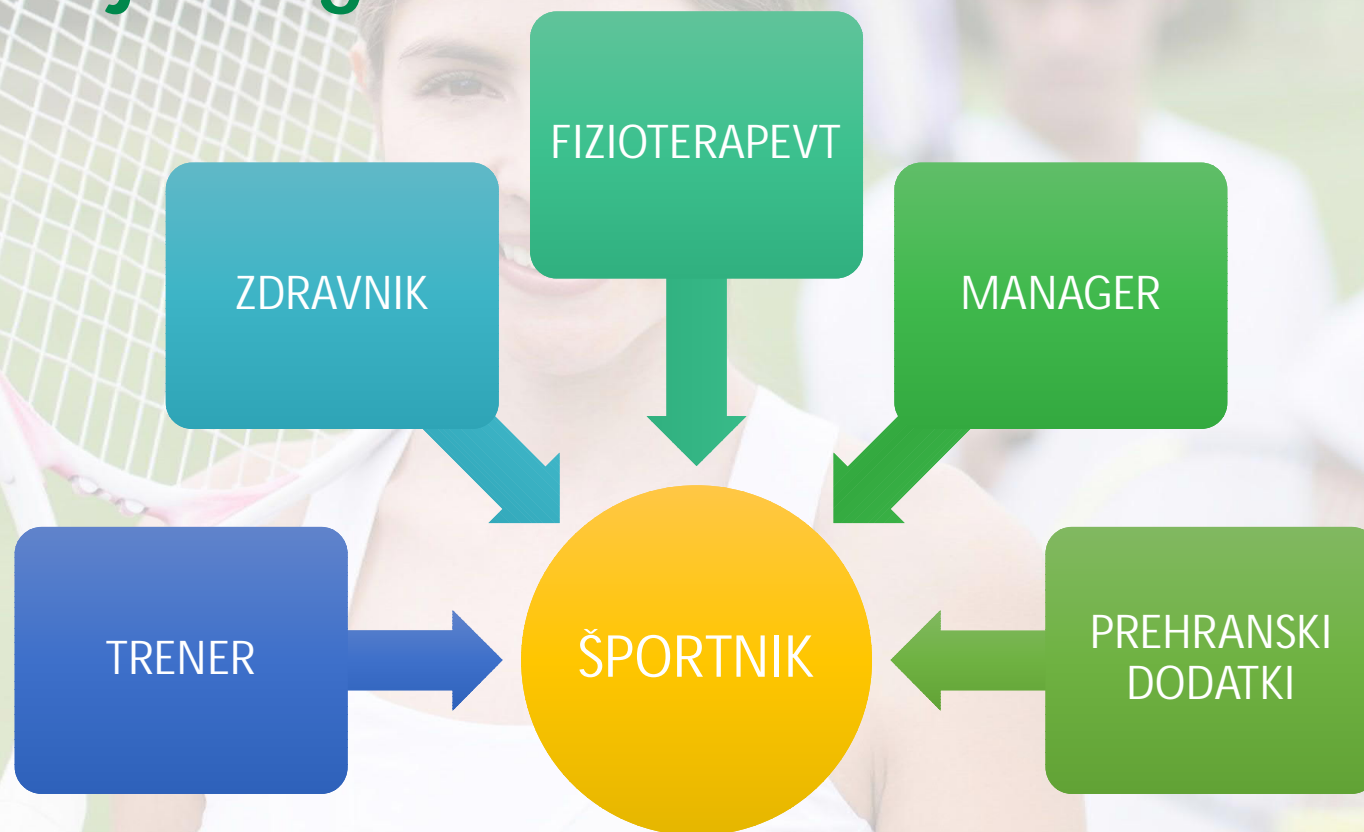 FIZIOTERAPEVT
ZDRAVNIK
MANAGER
TRENER
ŠPORTNIK
PREHRANSKI
DODATKI